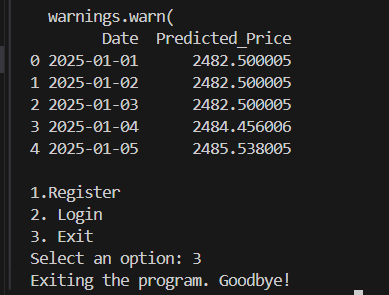 warnings.warn(
Date Predicted_Price
0 2025-01-01 2482.500005
1 2025-01-02 2482.500005
2 2025-01-03 2482.500005
3 2025-01-04 2484.456006
4 2025-01-05 2485.538005
1.Register
2. Login
3. Exit
Select an option: 3
Exiting the program. Goodbye!